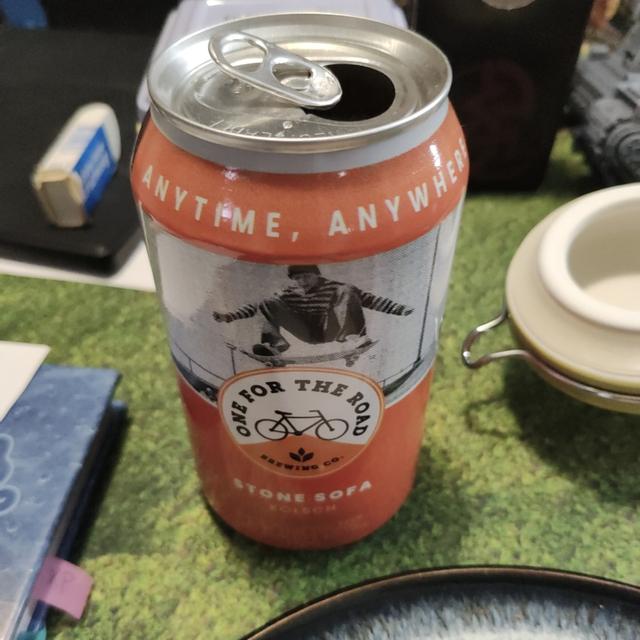 ANYTIME, ANYWHERE
ONE FOR THE ROAD
BREWING CO.
STONE SOFA
KOLSCH